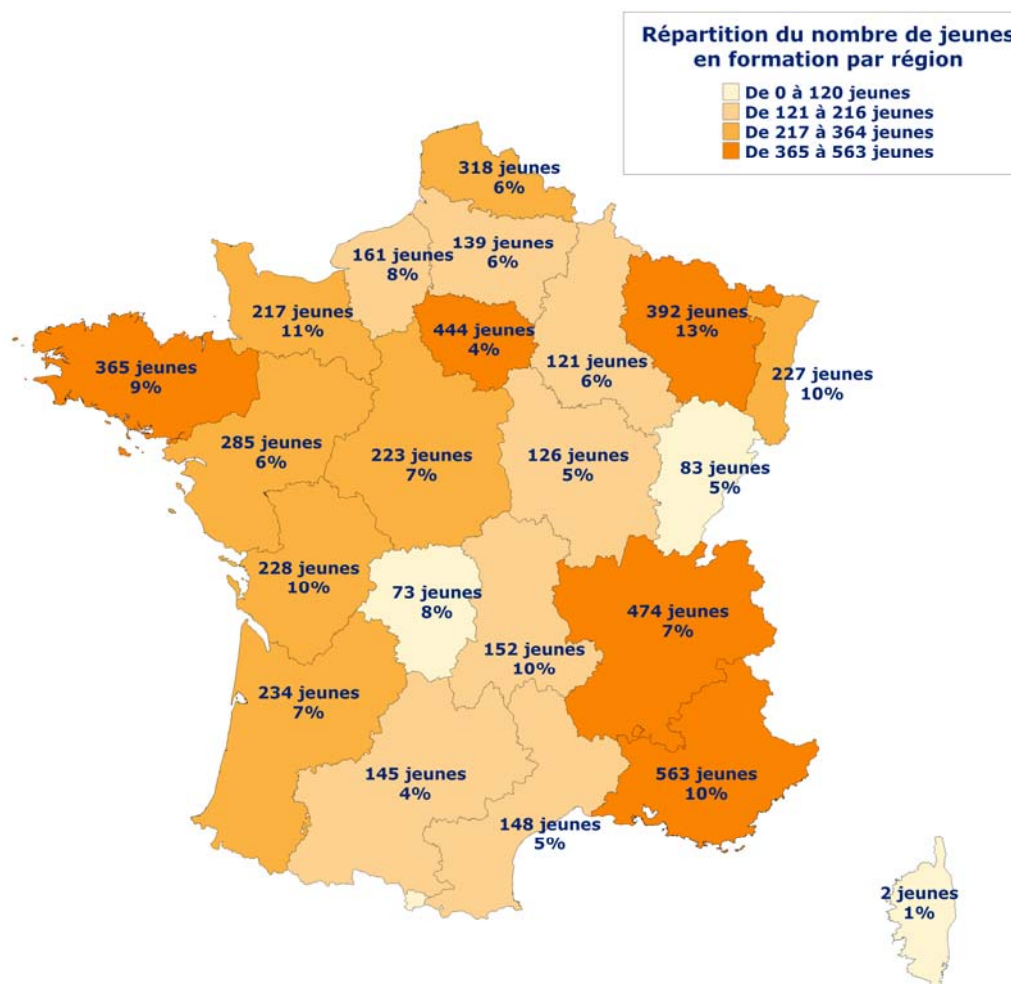 Répartition du nombre de jeunes
en formation par région
De 0 à 120 jeunes
De 121 à 216 jeunes
De 217 à 364 jeunes
De 365 à 563 jeunes
318 jeunes
6%
139 jeunes
6%
161 jeunes
8%
217 jeunes
11%
444 jeunes
4%
392 jeunes
13%
365 jeunes
9%
121 jeunes
6%
227 jeunes
10%
285 jeunes
6%
223 jeunes
7%
126 jeunes
5%
83 jeunes
5%
228 jeunes
10%
73 jeunes
8%
474 jeunes
7%
152 jeunes
10%
234 jeunes
7%
145 jeunes
4%
563 jeunes
10%
148 jeunes
5%
2 jeunes
1%